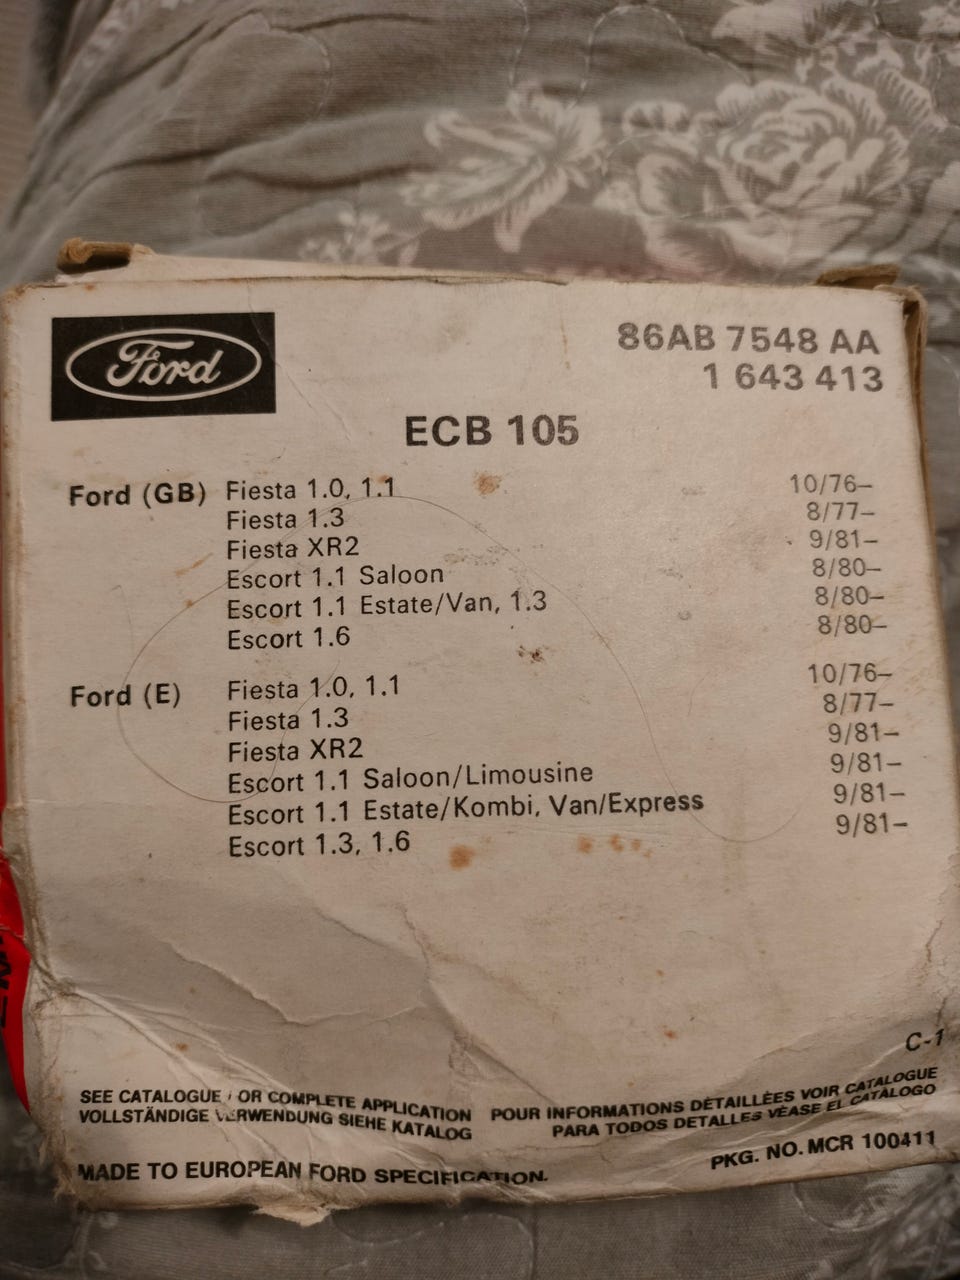 Ford
86AB 7548 AA
1 643 413
ECB 105
Ford (GB) Fiesta 1.0, 1.1 10/76–
Fiesta 1.3 8/77–
Fiesta XR2 9/81–
Escort 1.1 Saloon 8/80–
Escort 1.1 Estate/Van, 1.3 8/80–
Escort 1.6 8/80–
Ford (E) Fiesta 1.0, 1.1 10/76–
Fiesta 1.3 8/77–
Fiesta XR2 9/81–
Escort 1.1 Saloon/Limousine 9/81–
Escort 1.1 Estate/Kombi, Van/Express 9/81–
Escort 1.3, 1.6 9/81–
C-1
SEE CATALOGUE FOR COMPLETE APPLICATION
VOLLSTÄNDIGE VERWENDUNG SIEHE KATALOG
POUR INFORMATIONS DÉTAILLÉES VOIR CATALOGUE
PARA TODOS DETALLES VÉASE EL CATÁLOGO
MADE TO EUROPEAN FORD SPECIFICATION.
PKG. NO. MCR 100411